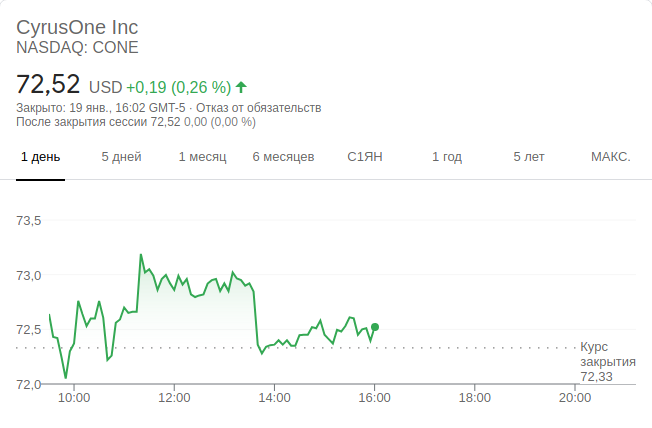 CyrusOne Inc
NASDAQ: CONE
72,52 USD +0,19 (0,26 %)
Закрыто: 19 янв., 16:02 GMT-5 · Отказ от обязательств
После закрытия сессии 72,52 0,00 (0,00 %)
1 день 5 дней 1 месяц 6 месяцев С1ЯН 1 год 5 лет МАКС.
73,5
73,0
72,5
Курс
закрытия
72,33
72,0
10:00 12:00 14:00 16:00 18:00 20:00